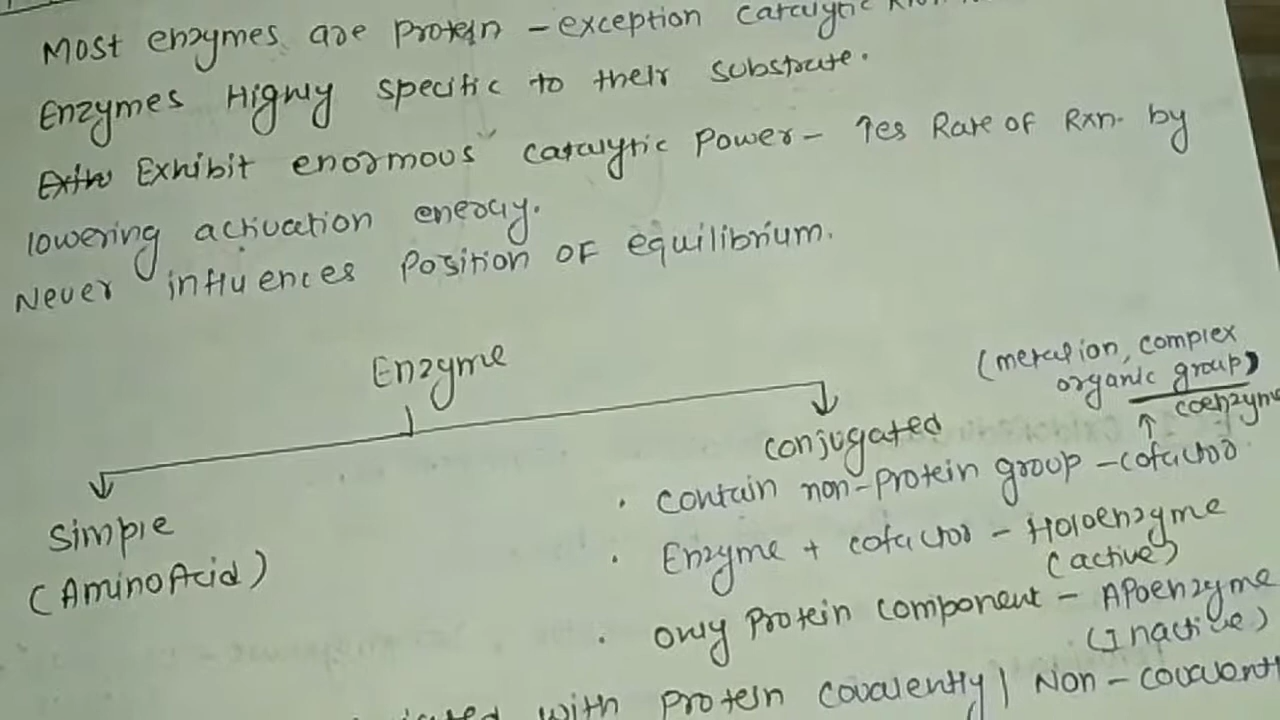 Most enzymes are protein - exception catalytic
Enzymes Highly specific to their substrate.
Exhibit enormous catalytic Power - ↑es Rate of Rxn. by
lowering activation energy.
Never influences Position of equilibrium.
Enzyme
(metal ion, complex
organic group)
coenzyme
↑
Conjugated
• Contain non-protein group - cofactor
Simple
(Amino Acid)
• Enzyme + cofactor - Holoenzyme
(active)
• only Protein component - APoenzyme
(Inactive)
with protein covalently / Non-covalent